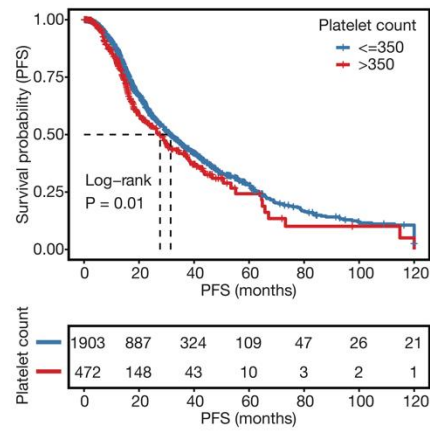 Platelet count
<=350
>350
Survival probability (PFS)
1.00
0.75
0.50
0.25
0.00
Log-rank
P = 0.01
0 20 40 60 80 100 120
PFS (months)
Platelet count
1903 887 324 109 47 26 21
472 148 43 10 3 2 1
0 20 40 60 80 100 120
PFS (months)